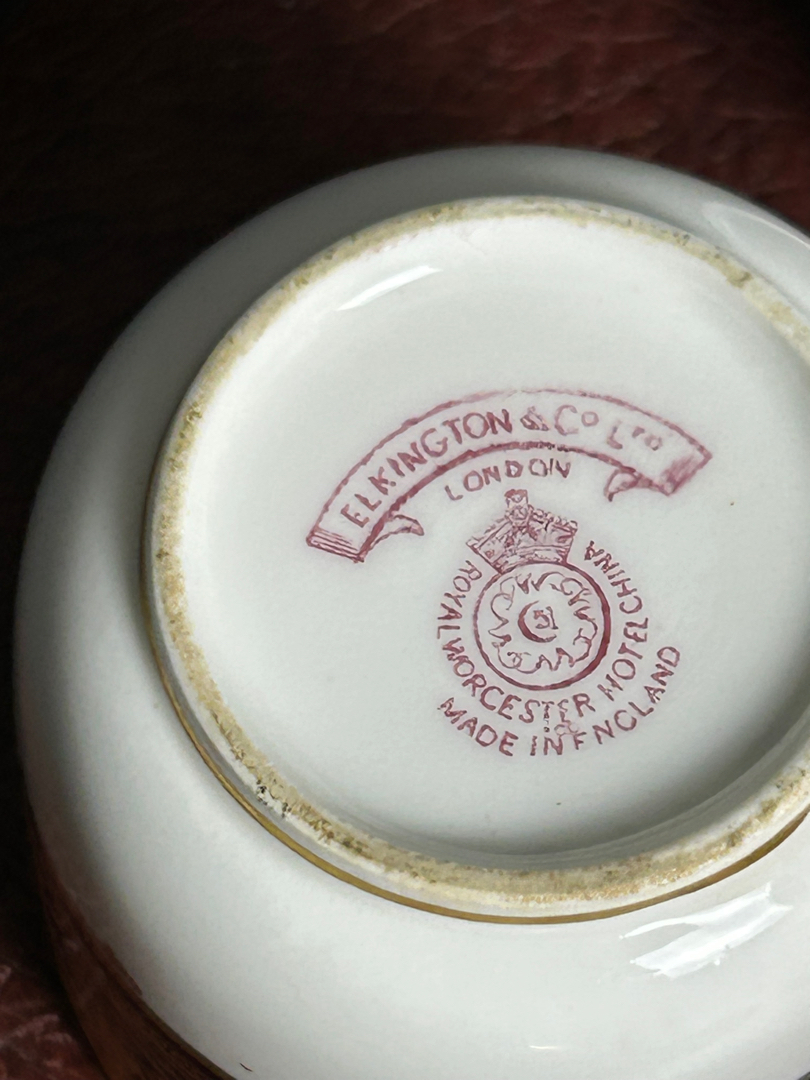 ELKINGTON & Cº Lᵀᴰ
LONDON
ROYAL WORCESTER HOTEL CHINA
MADE IN ENGLAND